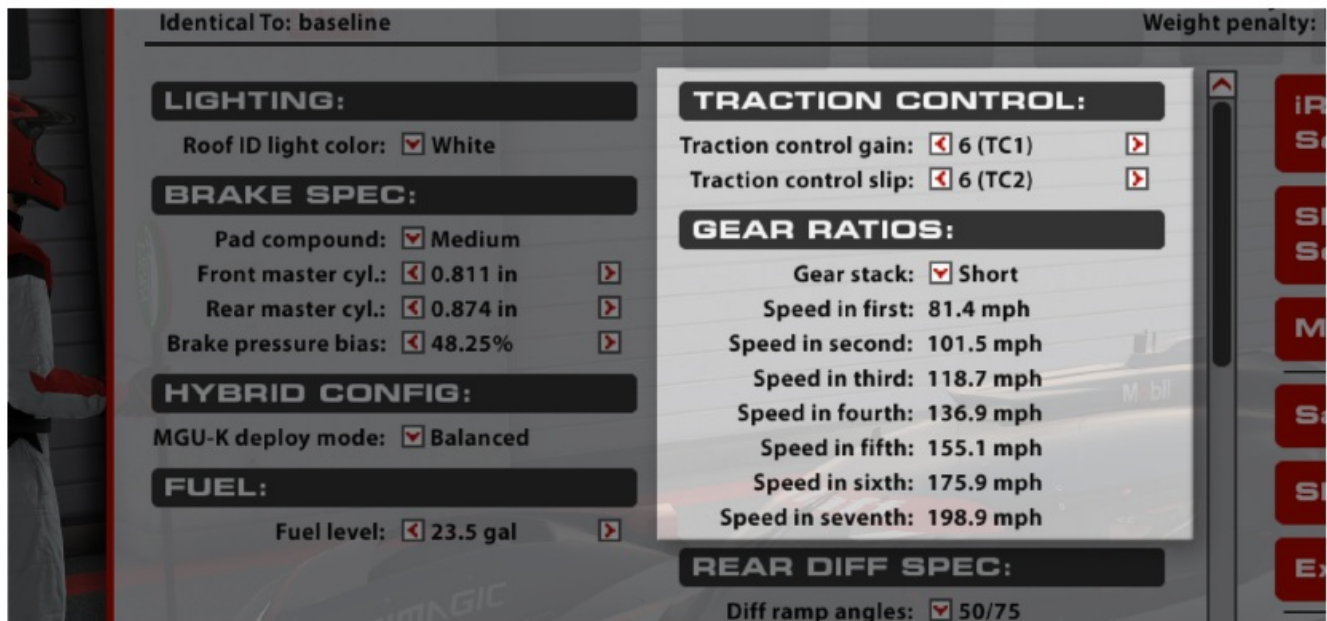 Identical To: baseline
Weight penalty:
LIGHTING:
Roof ID light color: White
BRAKE SPEC:
Pad compound: Medium
Front master cyl.: 0.811 in
Rear master cyl.: 0.874 in
Brake pressure bias: 48.25%
HYBRID CONFIG:
MGU-K deploy mode: Balanced
FUEL:
Fuel level: 23.5 gal
TRACTION CONTROL:
Traction control gain: 6 (TC1)
Traction control slip: 6 (TC2)
GEAR RATIOS:
Gear stack: Short
Speed in first: 81.4 mph
Speed in second: 101.5 mph
Speed in third: 118.7 mph
Speed in fourth: 136.9 mph
Speed in fifth: 155.1 mph
Speed in sixth: 175.9 mph
Speed in seventh: 198.9 mph
REAR DIFF SPEC:
Diff ramp angles: 50/75